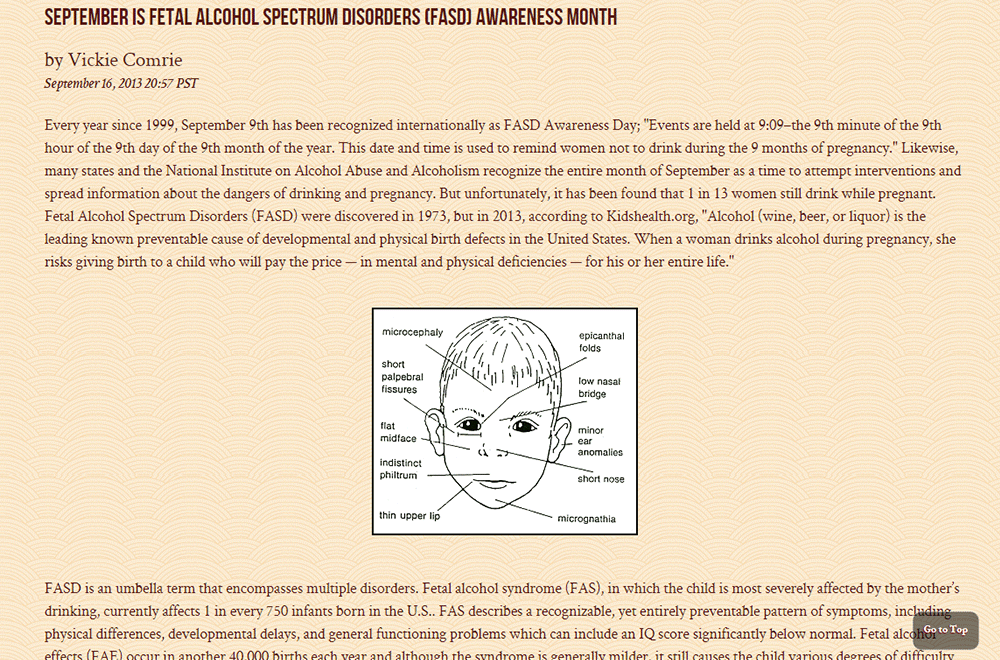 SEPTEMBER IS FETAL ALCOHOL SPECTRUM DISORDERS (FASD) AWARENESS MONTH
by Vickie Comrie
September 16, 2013 20:57 PST
Every year since 1999, September 9th has been recognized internationally as FASD Awareness Day; "Events are held at 9:09–the 9th minute of the 9th
hour of the 9th day of the 9th month of the year. This date and time is used to remind women not to drink during the 9 months of pregnancy." Likewise,
many states and the National Institute on Alcohol Abuse and Alcoholism recognize the entire month of September as a time to attempt interventions and
spread information about the dangers of drinking and pregnancy. But unfortunately, it has been found that 1 in 13 women still drink while pregnant.
Fetal Alcohol Spectrum Disorders (FASD) were discovered in 1973, but in 2013, according to Kidshealth.org, "Alcohol (wine, beer, or liquor) is the
leading known preventable cause of developmental and physical birth defects in the United States. When a woman drinks alcohol during pregnancy, she
risks giving birth to a child who will pay the price — in mental and physical deficiencies — for his or her entire life."
microcephaly
short
palpebral
fissures
flat
midface
indistinct
philtrum
thin upper lip
epicanthal
folds
low nasal
bridge
minor
ear
anomalies
short nose
micrognathia
FASD is an umbella term that encompasses multiple disorders. Fetal alcohol syndrome (FAS), in which the child is most severely affected by the mother's
drinking, currently affects 1 in every 750 infants born in the U.S.. FAS describes a recognizable, yet entirely preventable pattern of symptoms, including
physical differences, developmental delays, and general functioning problems which can include an IQ score significantly below normal. Fetal alcohol
effects (FAE) occur in another 40,000 births each year and although the syndrome is generally milder, it still causes the child various degrees of difficulty
Go to Top